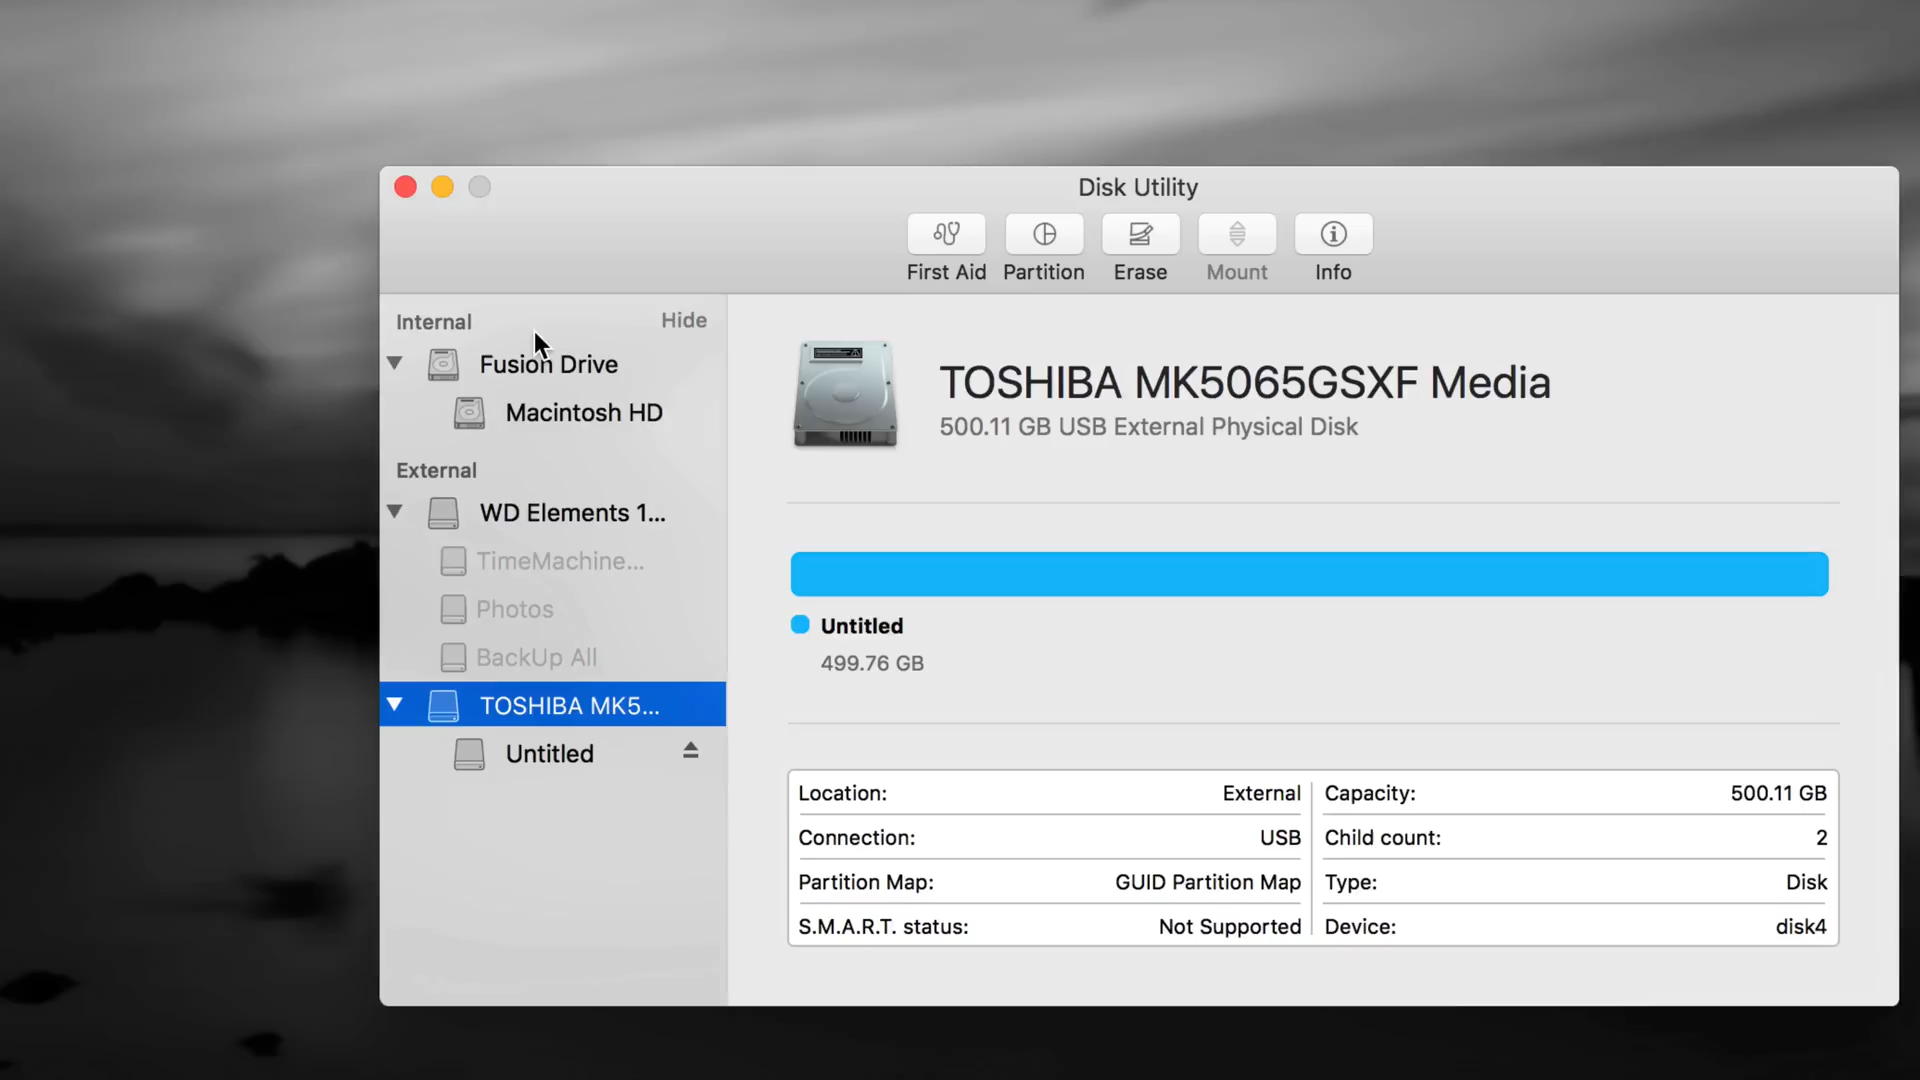 Disk Utility
First Aid
Partition
Erase
Mount
Info
Internal
Hide
Fusion Drive
Macintosh HD
External
WD Elements 1...
TimeMachine...
Photos
BackUp All
TOSHIBA MK5...
Untitled
TOSHIBA MK5065GSXF Media
500.11 GB USB External Physical Disk
Untitled
499.76 GB
Location: External
Capacity: 500.11 GB
Connection: USB
Child count: 2
Partition Map: GUID Partition Map
Type: Disk
S.M.A.R.T. status: Not Supported
Device: disk4